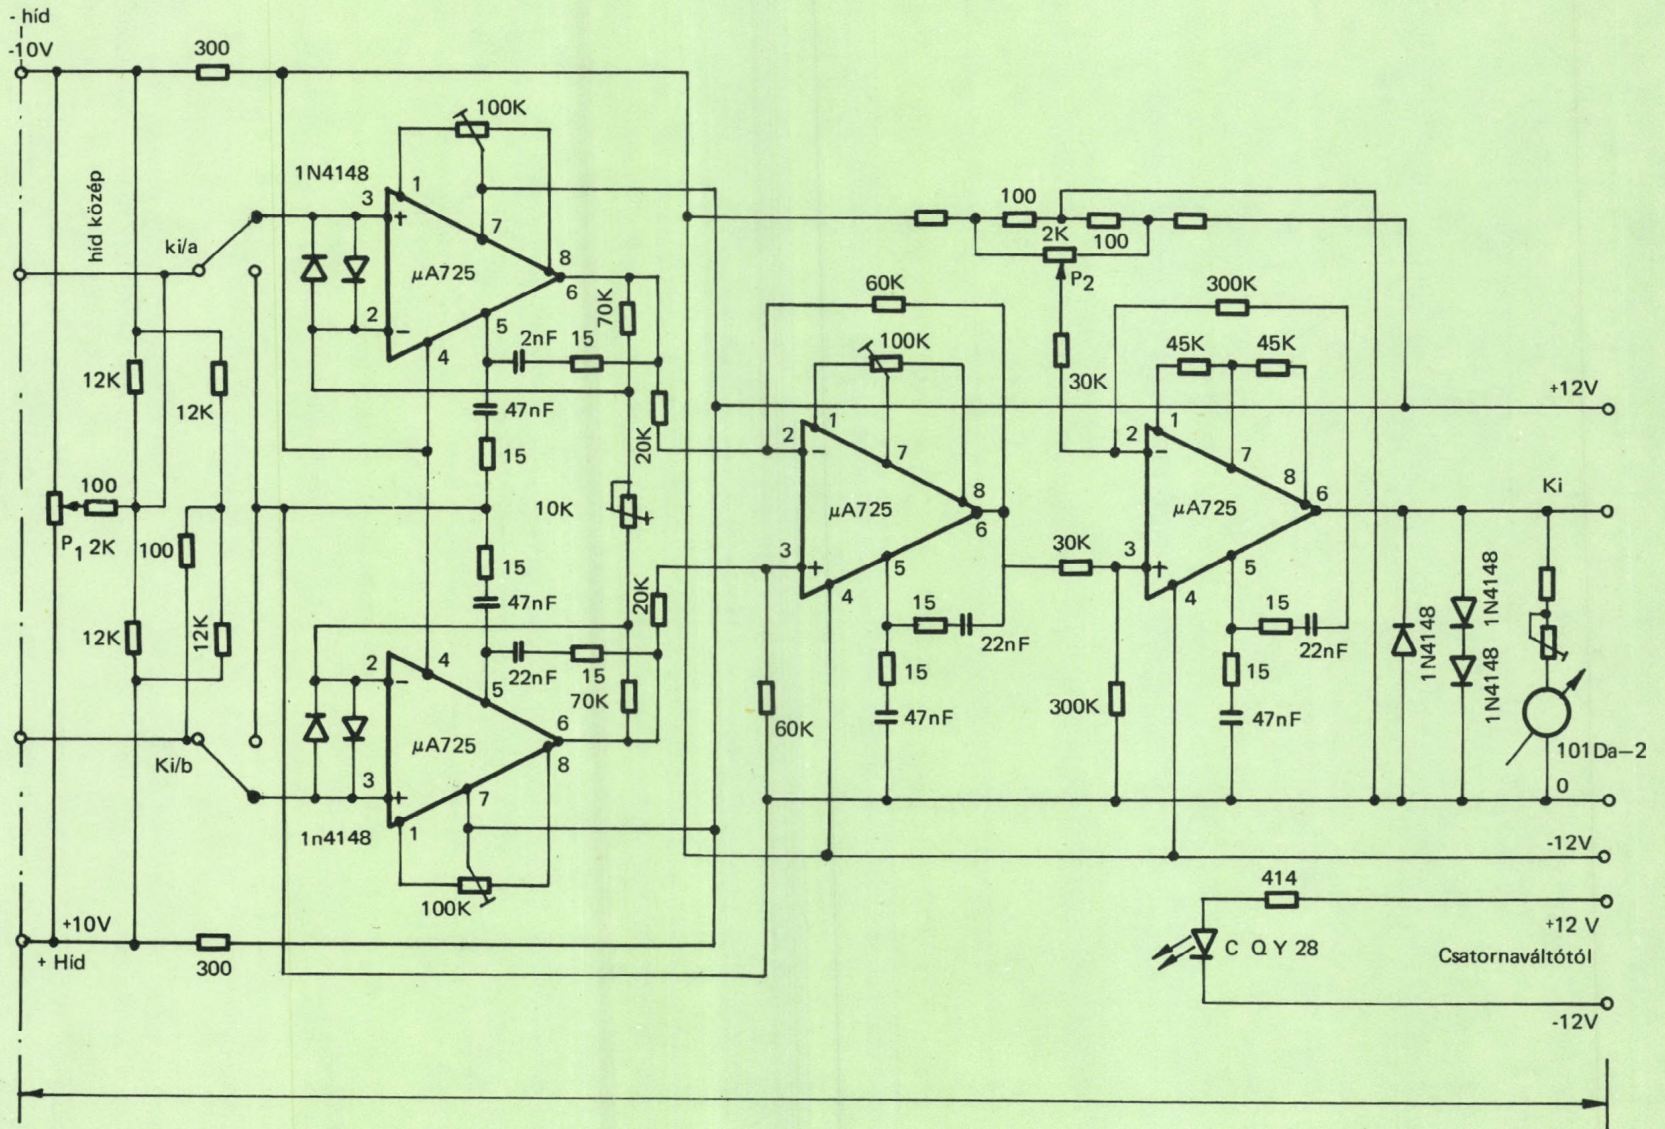 - híd
-10V
300
100K
1N4148
3
1
+
7
híd közép
ki/a
8
6
μA725
2
-
5
4
70K
2nF
15
100
2K
100
P2
60K
300K
100K
45K
45K
30K
12K
12K
47nF
15
20K
+12V
2
1
-
7
8
6
μA725
3
+
5
4
2
1
-
7
8
6
μA725
3
+
5
4
Ki
100
P1 2K
100
10K
15
47nF
20K
30K
12K
12K
22nF
15
70K
15
22nF
15
22nF
15
47nF
15
47nF
60K
300K
1N4148
1N4148
1N4148
2
4
-
5
6
μA725
8
3
+
7
1
Ki/b
1n4148
100K
101Da-2
0
-12V
414
+12 V
C Q Y 28
Csatornaváltótól
-12V
+10V
+ Híd
300